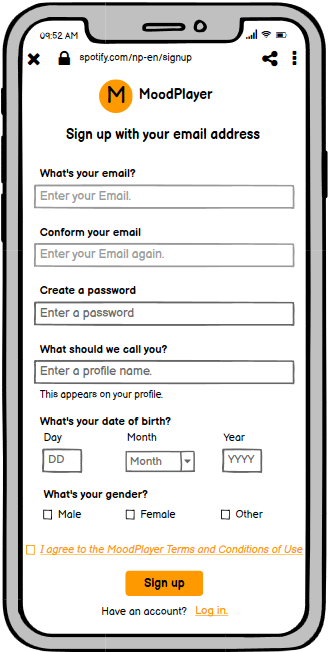 09:52 AM
spotify.com/np-en/signup
M MoodPlayer
Sign up with your email address
What's your email?
Enter your Email.
Conform your email
Enter your Email again.
Create a password
Enter a password
What should we call you?
Enter a profile name.
This appears on your profile.
What's your date of birth?
Day Month Year
DD Month YYYY
What's your gender?
Male Female Other
I agree to the MoodPlayer Terms and Conditions of Use
Sign up
Have an account? Log in.